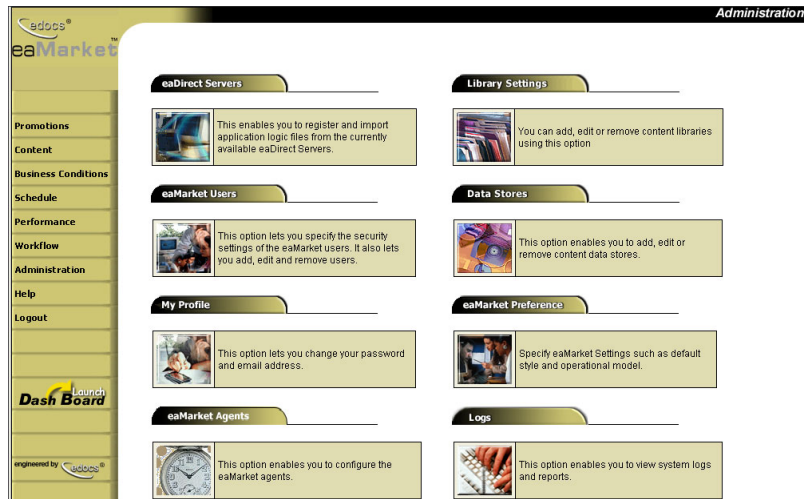 Administration
edocs®
eaMarket™
Promotions
Content
Business Conditions
Schedule
Performance
Workflow
Administration
Help
Logout
Launch
Dash Board
engineered by edocs®
eaDirect Servers
This enables you to register and import
application logic files from the currently
available eaDirect Servers.
Library Settings
You can add, edit or remove content libraries
using this option
eaMarket Users
This option lets you specify the security
settings of the eaMarket users. It also lets
you add, edit and remove users.
Data Stores
This option enables you to add, edit or
remove content data stores.
My Profile
This option lets you change your password
and email address.
eaMarket Preference
Specify eaMarket Settings such as default
style and operational model.
eaMarket Agents
This option enables you to configure the
eaMarket agents.
Logs
This option enables you to view system logs
and reports.